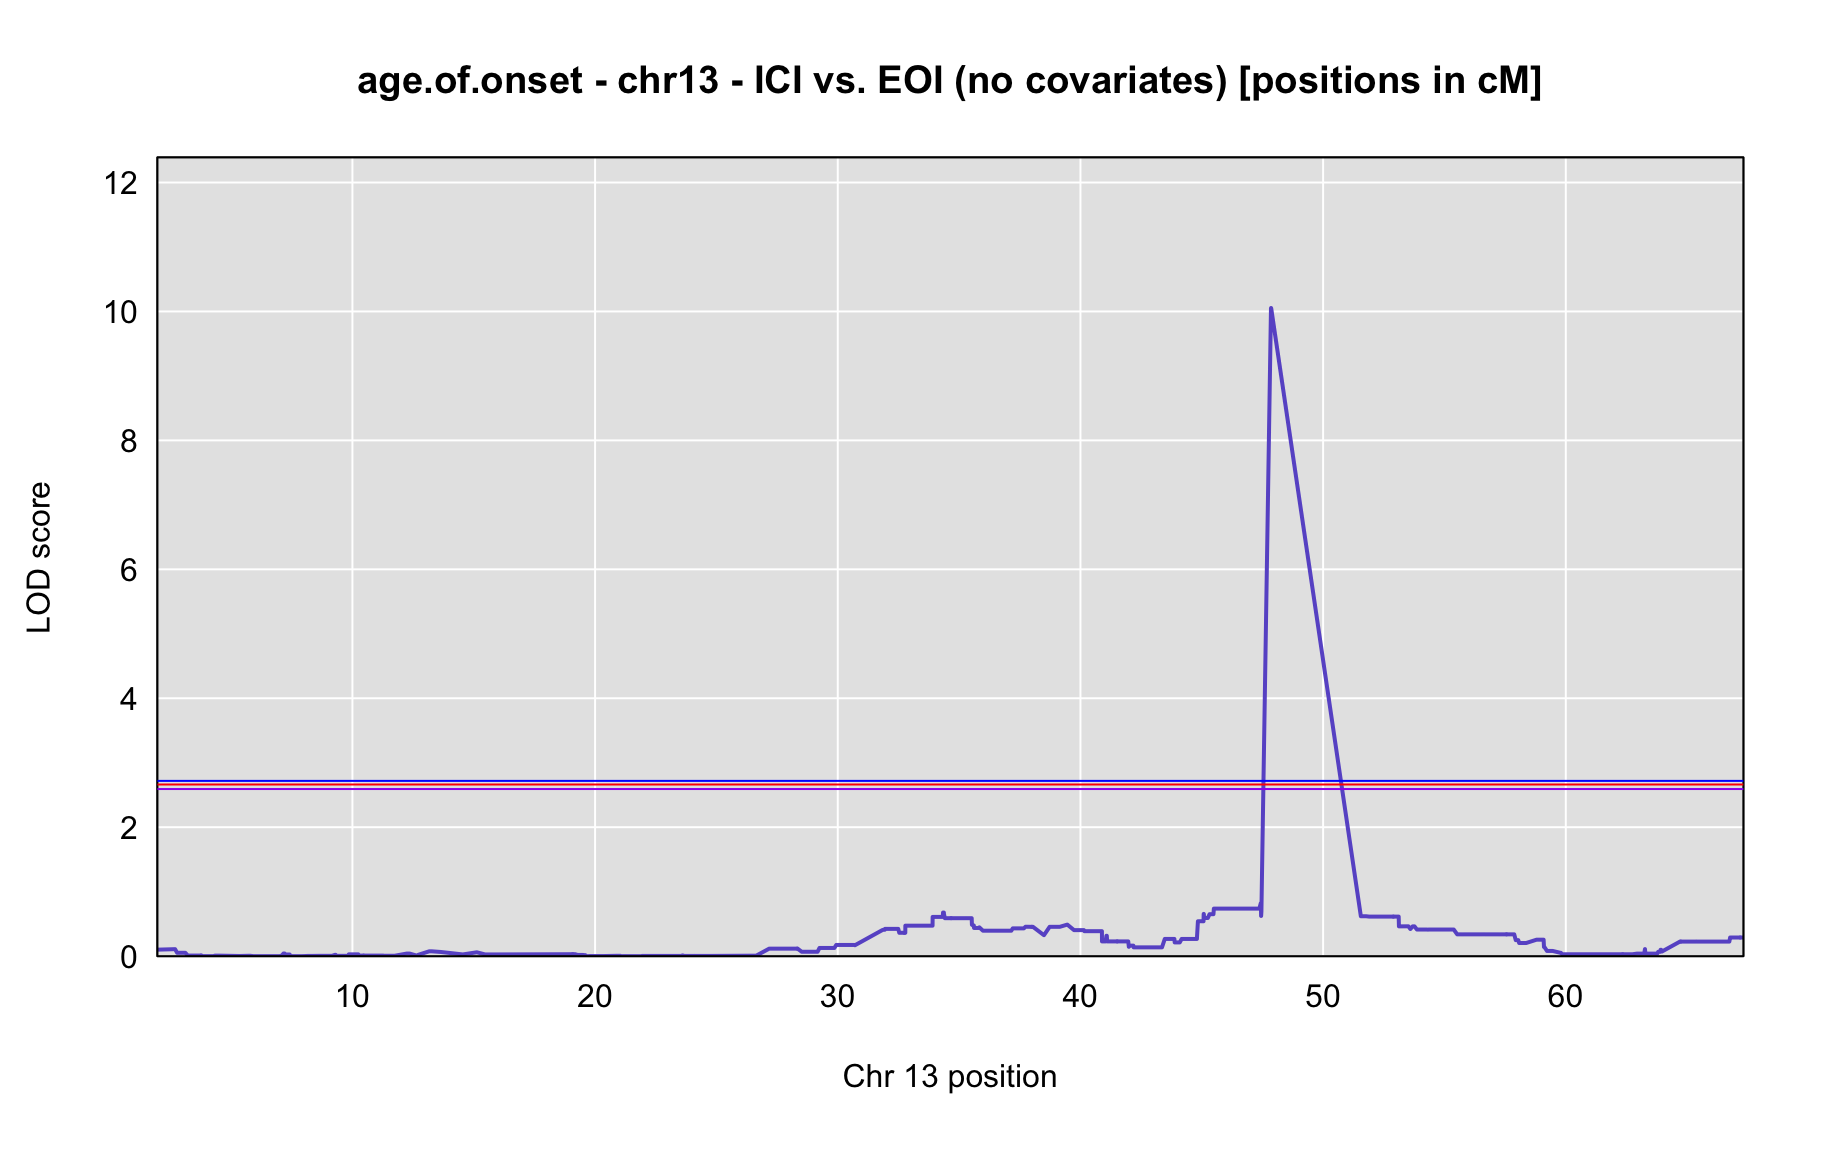 age.of.onset - chr13 - ICI vs. EOI (no covariates) [positions in cM]
12
10
8
6
4
2
0
LOD score
10 20 30 40 50 60
Chr 13 position